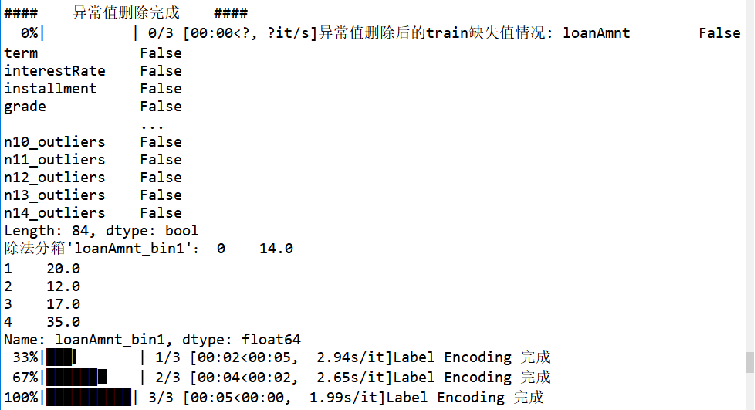 ####    异常值删除完成    ####
  0%|          | 0/3 [00:00<?, ?it/s]异常值删除后的train缺失值情况: loanAmnt        False
term            False
interestRate    False
installment     False
grade           False
                ...
n10_outliers    False
n11_outliers    False
n12_outliers    False
n13_outliers    False
n14_outliers    False
Length: 84, dtype: bool
除法分箱'loanAmnt_bin1': 0    14.0
1    20.0
2    12.0
3    17.0
4    35.0
Name: loanAmnt_bin1, dtype: float64
 33%|███▎      | 1/3 [00:02<00:05,  2.94s/it]Label Encoding 完成
 67%|██████▋   | 2/3 [00:04<00:02,  2.65s/it]Label Encoding 完成
100%|██████████| 3/3 [00:05<00:00,  1.99s/it]Label Encoding 完成